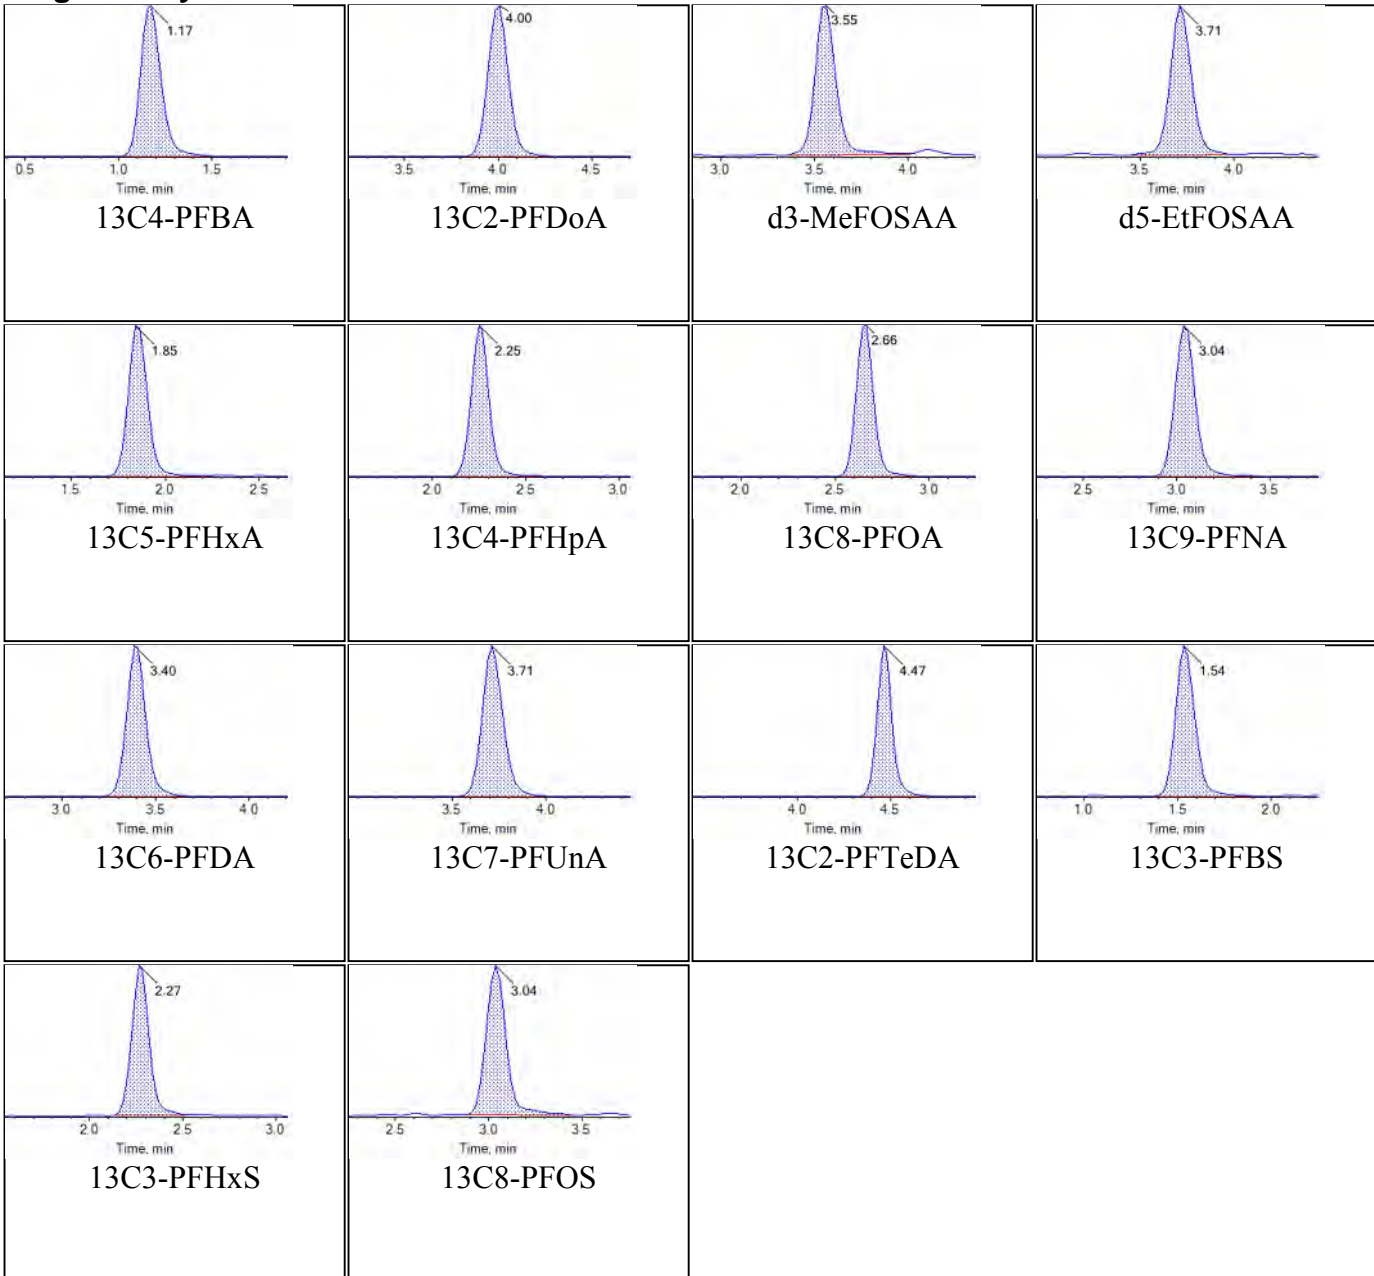 1.17
0.5 1.0 1.5
Time, min
13C4-PFBA
4.00
3.5 4.0 4.5
Time, min
13C2-PFDoA
3.55
3.0 3.5 4.0
Time, min
d3-MeFOSAA
3.71
3.5 4.0
Time, min
d5-EtFOSAA
1.85
1.5 2.0 2.5
Time, min
13C5-PFHxA
2.25
2.0 2.5 3.0
Time, min
13C4-PFHpA
2.66
2.0 2.5 3.0
Time, min
13C8-PFOA
3.04
2.5 3.0 3.5
Time, min
13C9-PFNA
3.40
3.0 3.5 4.0
Time, min
13C6-PFDA
3.71
3.5 4.0
Time, min
13C7-PFUnA
4.47
4.0 4.5
Time, min
13C2-PFTeDA
1.54
1.0 1.5 2.0
Time, min
13C3-PFBS
2.27
2.0 2.5 3.0
Time, min
13C3-PFHxS
3.04
2.5 3.0 3.5
Time, min
13C8-PFOS